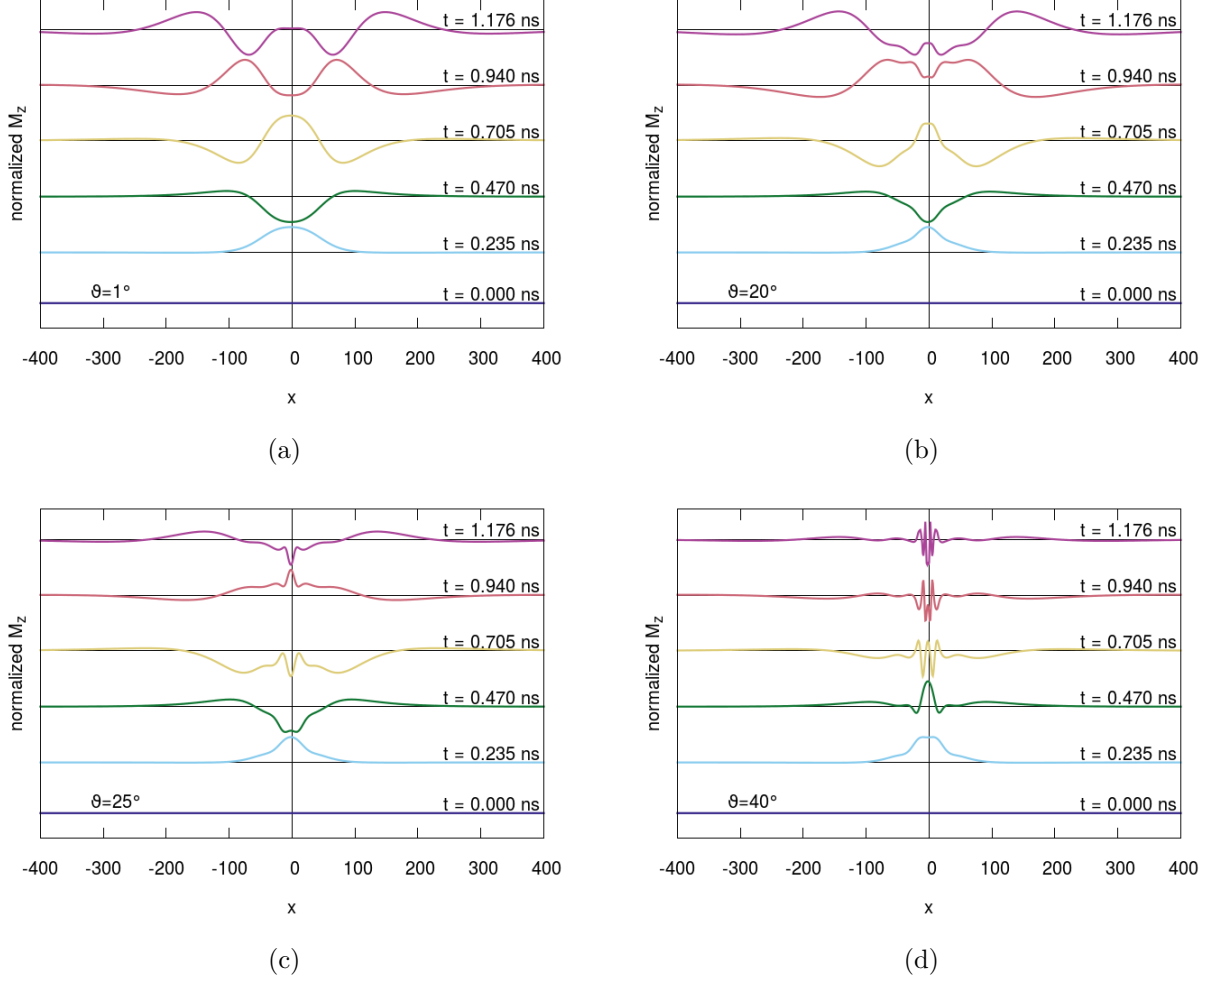 normalized Mz
t = 1.176 ns
t = 0.940 ns
t = 0.705 ns
t = 0.470 ns
t = 0.235 ns
t = 0.000 ns
ϑ=1°
-400 -300 -200 -100 0 100 200 300 400
x
(a)
normalized Mz
t = 1.176 ns
t = 0.940 ns
t = 0.705 ns
t = 0.470 ns
t = 0.235 ns
t = 0.000 ns
ϑ=20°
-400 -300 -200 -100 0 100 200 300 400
x
(b)
normalized Mz
t = 1.176 ns
t = 0.940 ns
t = 0.705 ns
t = 0.470 ns
t = 0.235 ns
t = 0.000 ns
ϑ=25°
-400 -300 -200 -100 0 100 200 300 400
x
(c)
normalized Mz
t = 1.176 ns
t = 0.940 ns
t = 0.705 ns
t = 0.470 ns
t = 0.235 ns
t = 0.000 ns
ϑ=40°
-400 -300 -200 -100 0 100 200 300 400
x
(d)